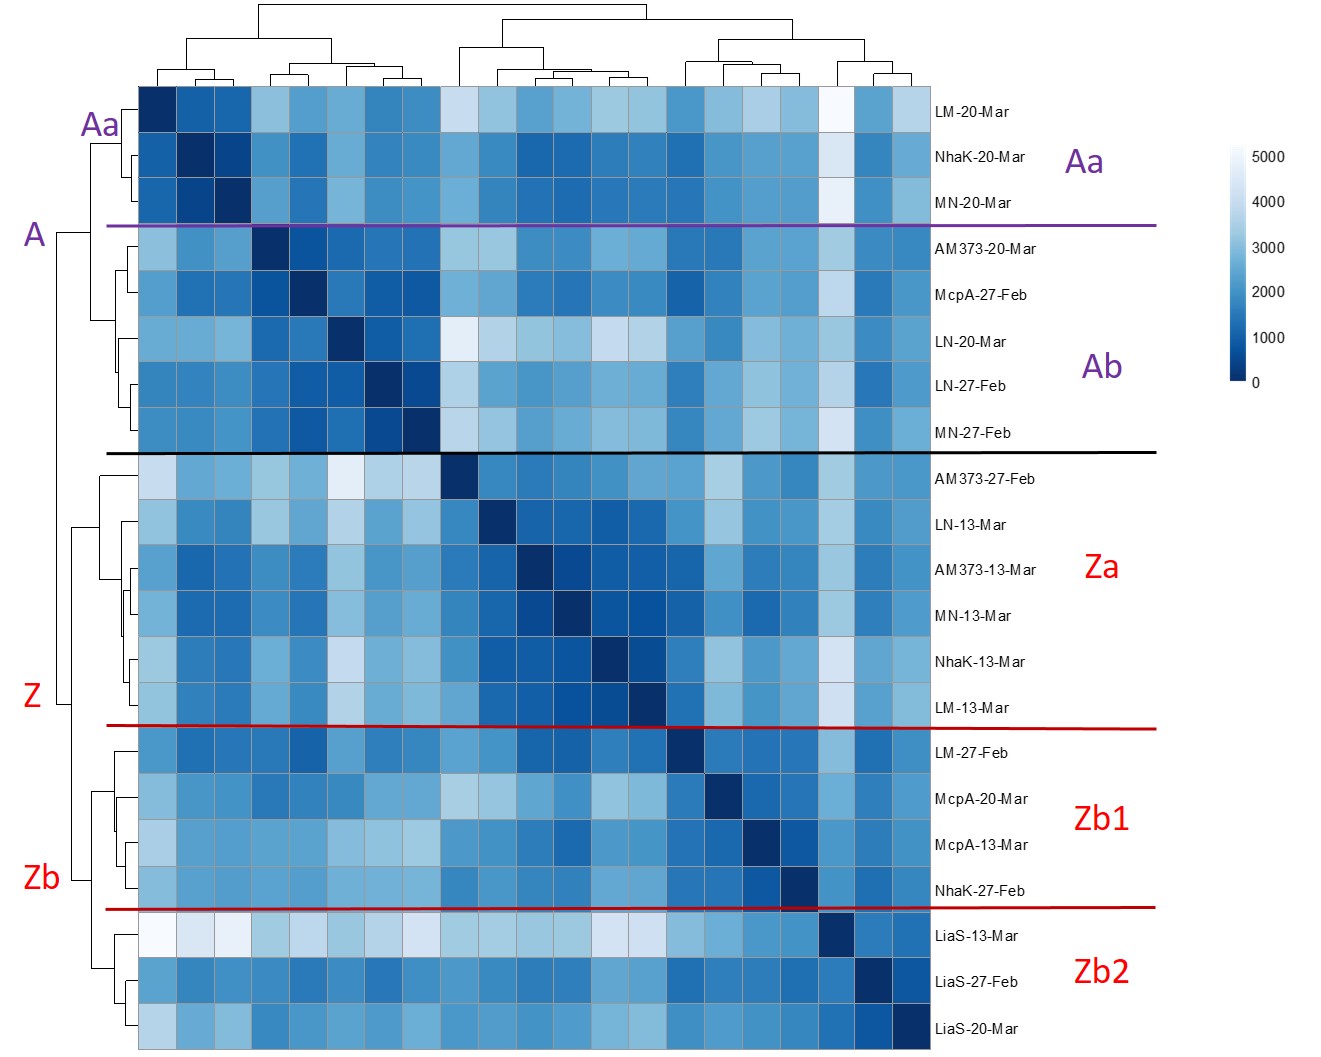 Aa
LM-20-Mar
NhaK-20-Mar
Aa
MN-20-Mar
A
AM373-20-Mar
McpA-27-Feb
LN-20-Mar
Ab
LN-27-Feb
MN-27-Feb
AM373-27-Feb
LN-13-Mar
AM373-13-Mar
Za
MN-13-Mar
NhaK-13-Mar
Z
LM-13-Mar
LM-27-Feb
McpA-20-Mar
Zb1
McpA-13-Mar
Zb
NhaK-27-Feb
LiaS-13-Mar
Zb2
LiaS-27-Feb
LiaS-20-Mar
5000
4000
3000
2000
1000
0